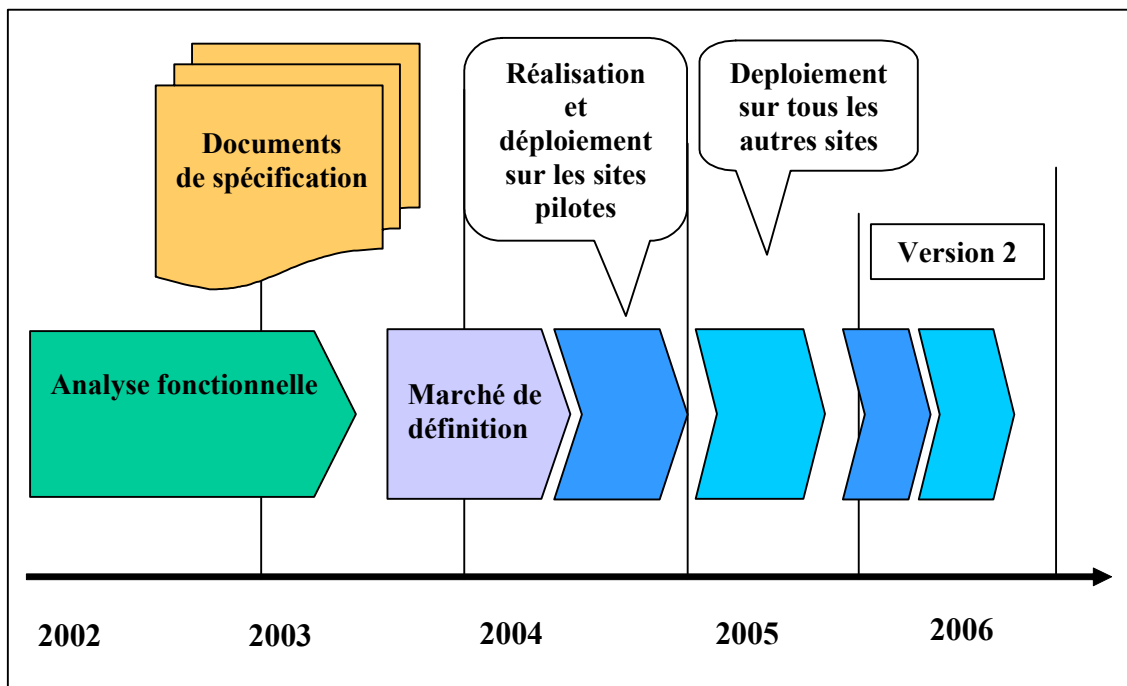 Documents
de spécification
Réalisation
et
déploiement
sur les sites
pilotes
Deploiement
sur tous les
autres sites
Version 2
Analyse fonctionnelle
Marché de
définition
2002
2003
2004
2005
2006